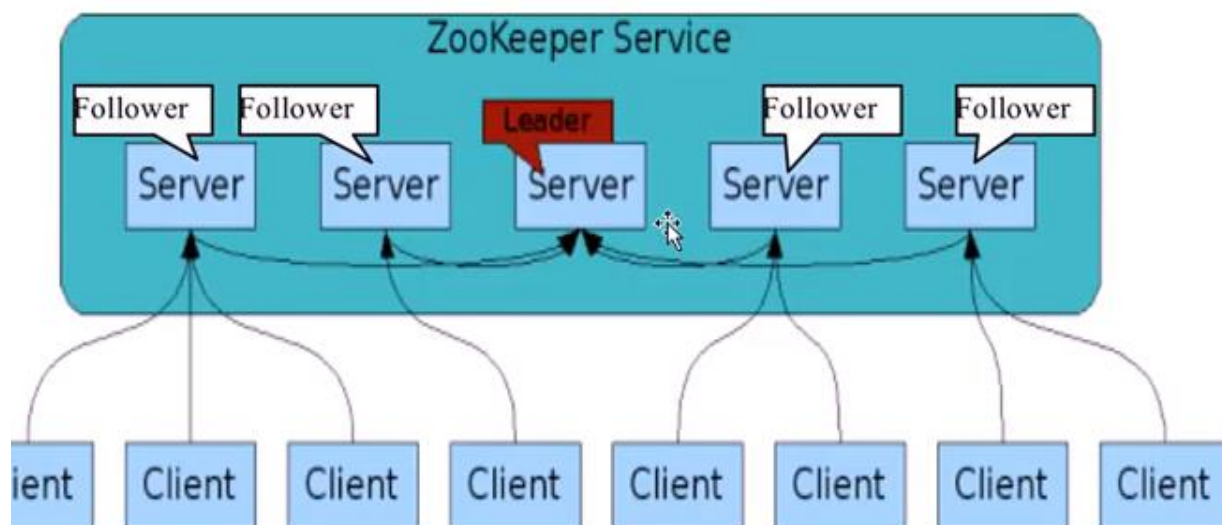 ZooKeeper Service
Follower Follower Leader Follower Follower
Server Server Server Server Server
ient Client Client Client Client Client Client Client